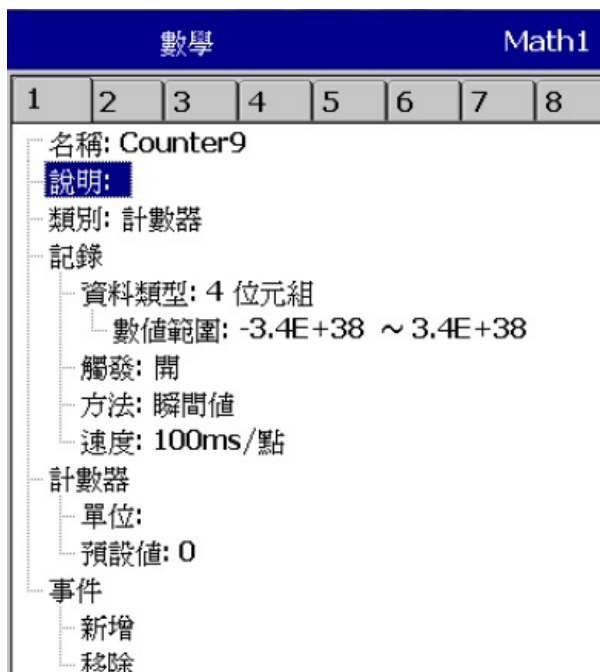 數學 Math1
1 2 3 4 5 6 7 8
名稱: Counter9
說明:
類別: 計數器
記錄
資料類型: 4 位元組
數值範圍: -3.4E+38 ~ 3.4E+38
觸發: 開
方法: 瞬間值
速度: 100ms/點
計數器
單位:
預設值: 0
事件
新增
移除